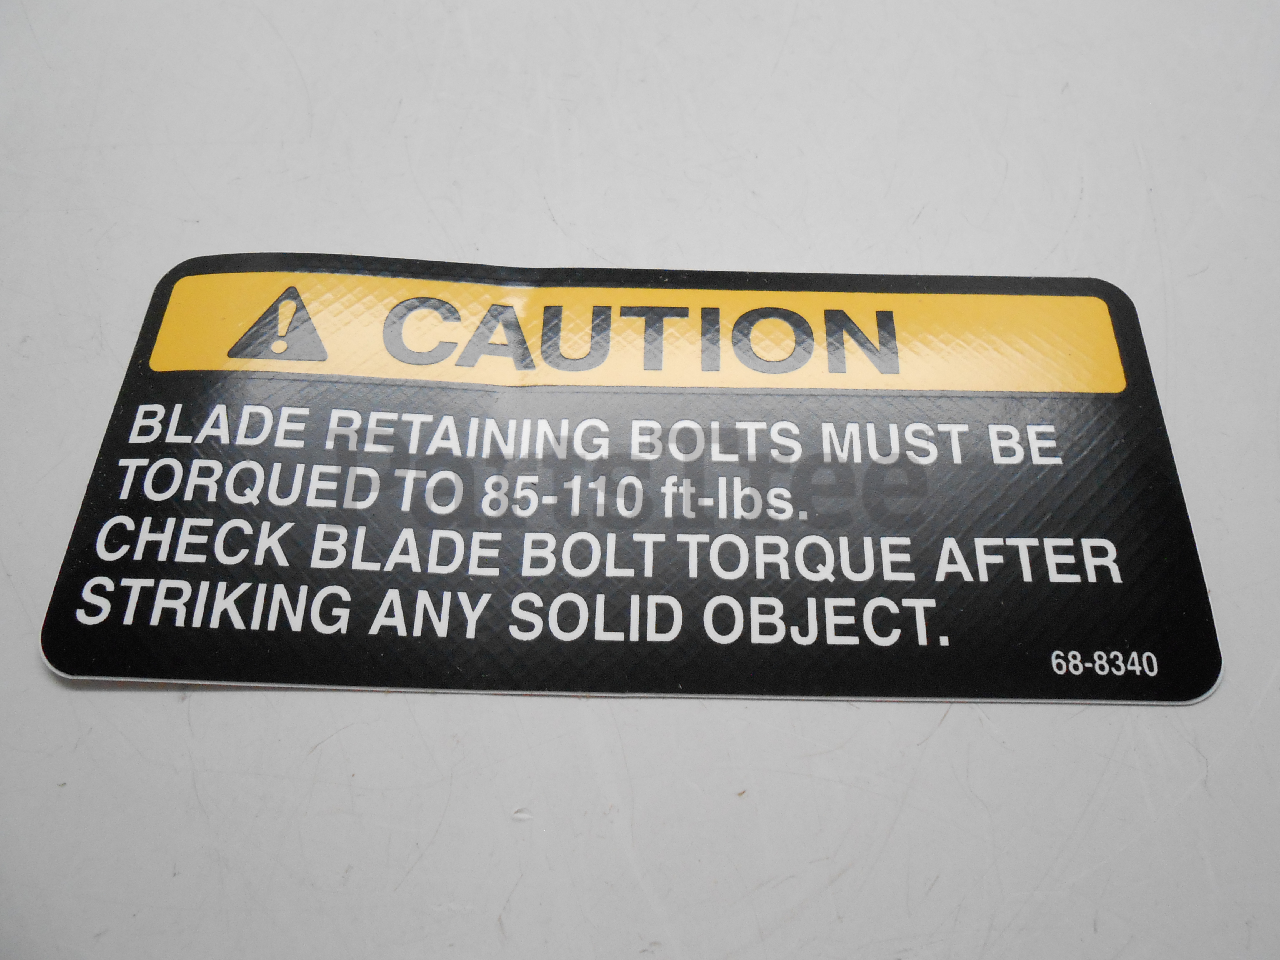 CAUTION
BLADE RETAINING BOLTS MUST BE
TORQUED TO 85-110 ft-lbs.
CHECK BLADE BOLT TORQUE AFTER
STRIKING ANY SOLID OBJECT.
68-8340
PartsTree